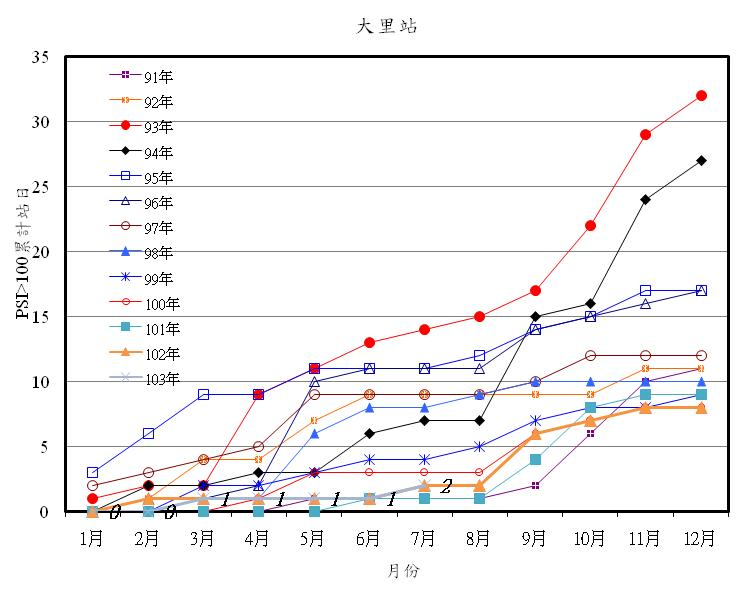 大里站
PSI>100累計站日
35
30
25
20
15
10
5
0
91年
92年
93年
94年
95年
96年
97年
98年
99年
100年
101年
102年
103年
0 0 1 1 1 1 2
1月 2月 3月 4月 5月 6月 7月 8月 9月 10月 11月 12月
月份